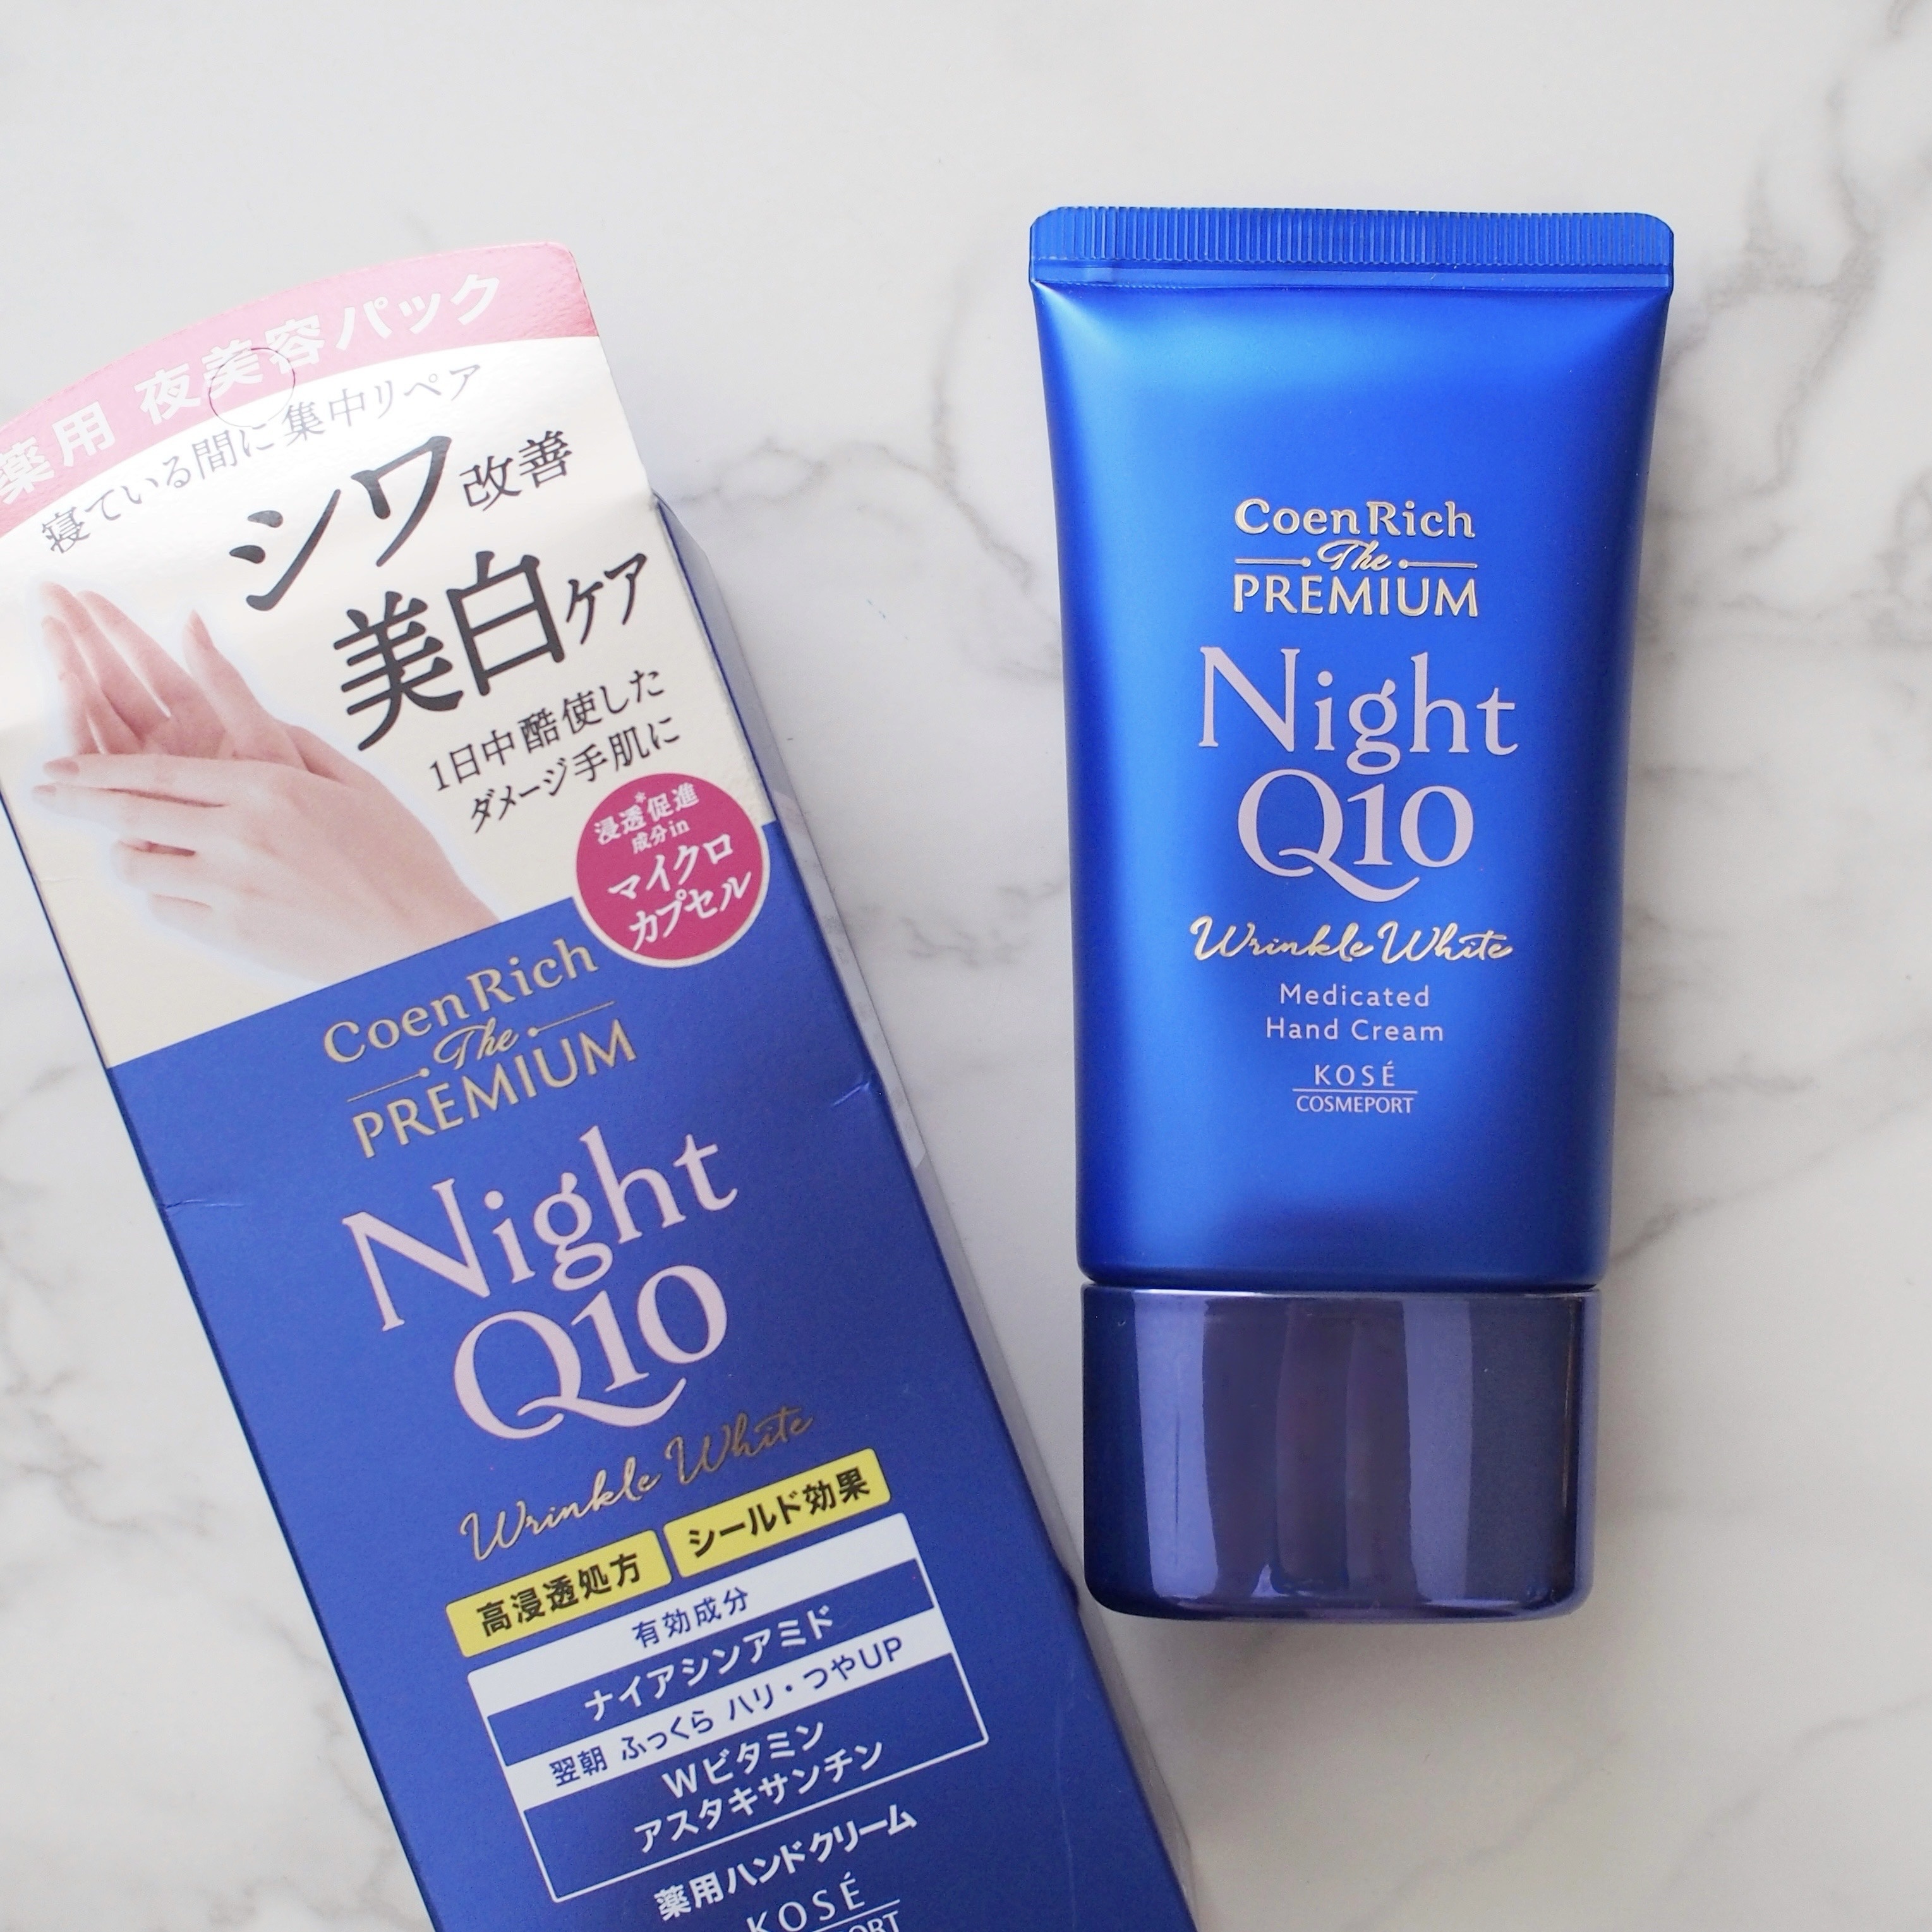 薬用 夜美容パック
寝ている間に集中リペア
シワ改善
美白ケア
1日中酷使した
ダメージ手肌に
浸透*促進
成分in
マイクロ
カプセル
CoenRich
The
PREMIUM
Night
Q10
Wrinkle White
高浸透処方 シールド効果
有効成分
ナイアシンアミド
翌朝 ふっくら ハリ・つやUP
Wビタミン
アスタキサンチン
薬用ハンドクリーム
KOSÉ
CoenRich
The
PREMIUM
Night
Q10
Wrinkle White
Medicated
Hand Cream
KOSÉ
COSMEPORT